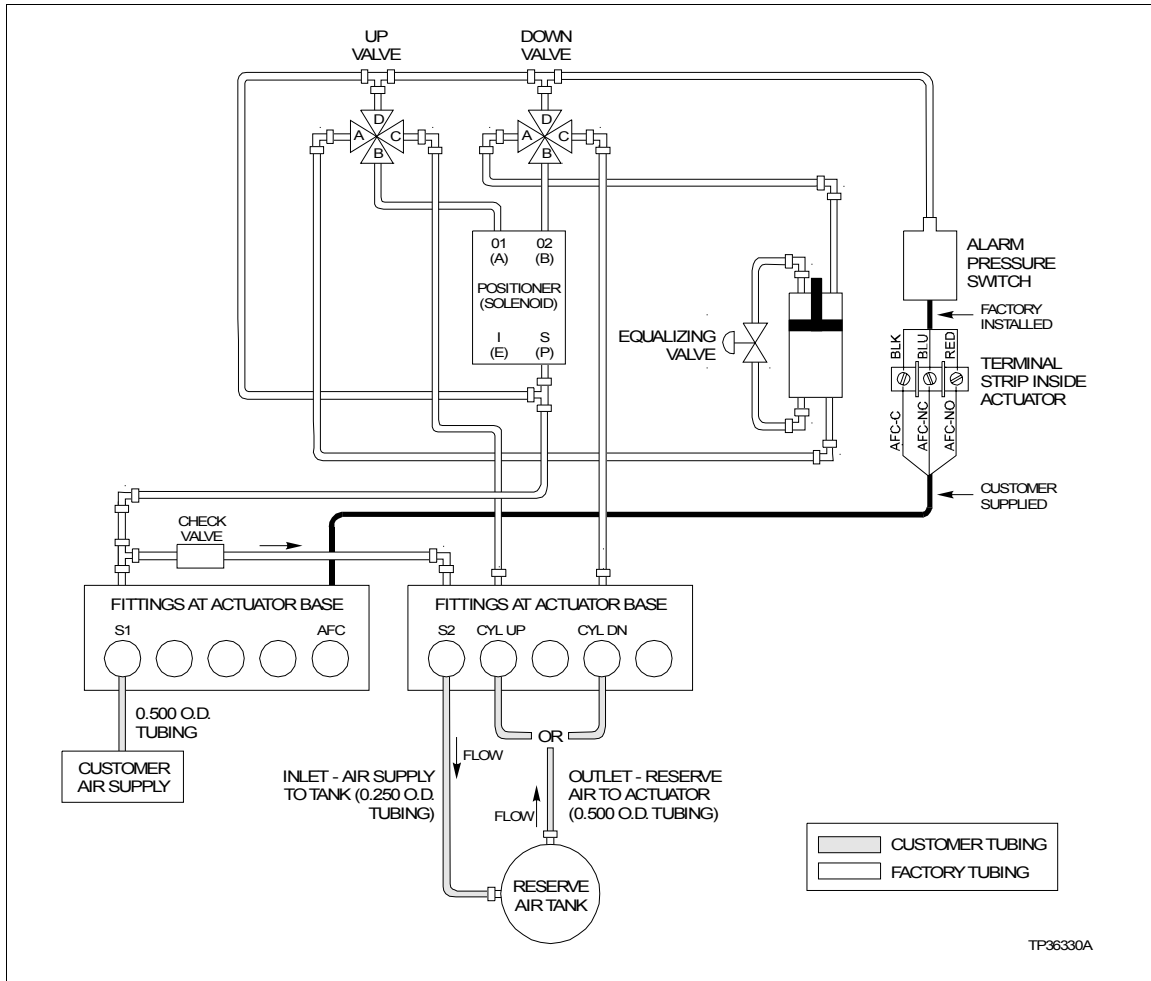 UP
VALVE
DOWN
VALVE
D
A
C
B
D
A
C
B
01
(A)
02
(B)
POSITIONER
(SOLENOID)
I
(E)
S
(P)
EQUALIZING
VALVE
ALARM
PRESSURE
SWITCH
FACTORY
INSTALLED
BLK
BLU
RED
TERMINAL
STRIP INSIDE
ACTUATOR
AFC-C
AFC-NC
AFC-NO
CUSTOMER
SUPPLIED
CHECK
VALVE
FITTINGS AT ACTUATOR BASE
S1
AFC
FITTINGS AT ACTUATOR BASE
S2
CYL UP
CYL DN
0.500 O.D.
TUBING
CUSTOMER
AIR SUPPLY
OR
FLOW
INLET - AIR SUPPLY
TO TANK (0.250 O.D.
TUBING)
FLOW
OUTLET - RESERVE
AIR TO ACTUATOR
(0.500 O.D. TUBING)
RESERVE
AIR TANK
CUSTOMER TUBING
FACTORY TUBING
TP36330A